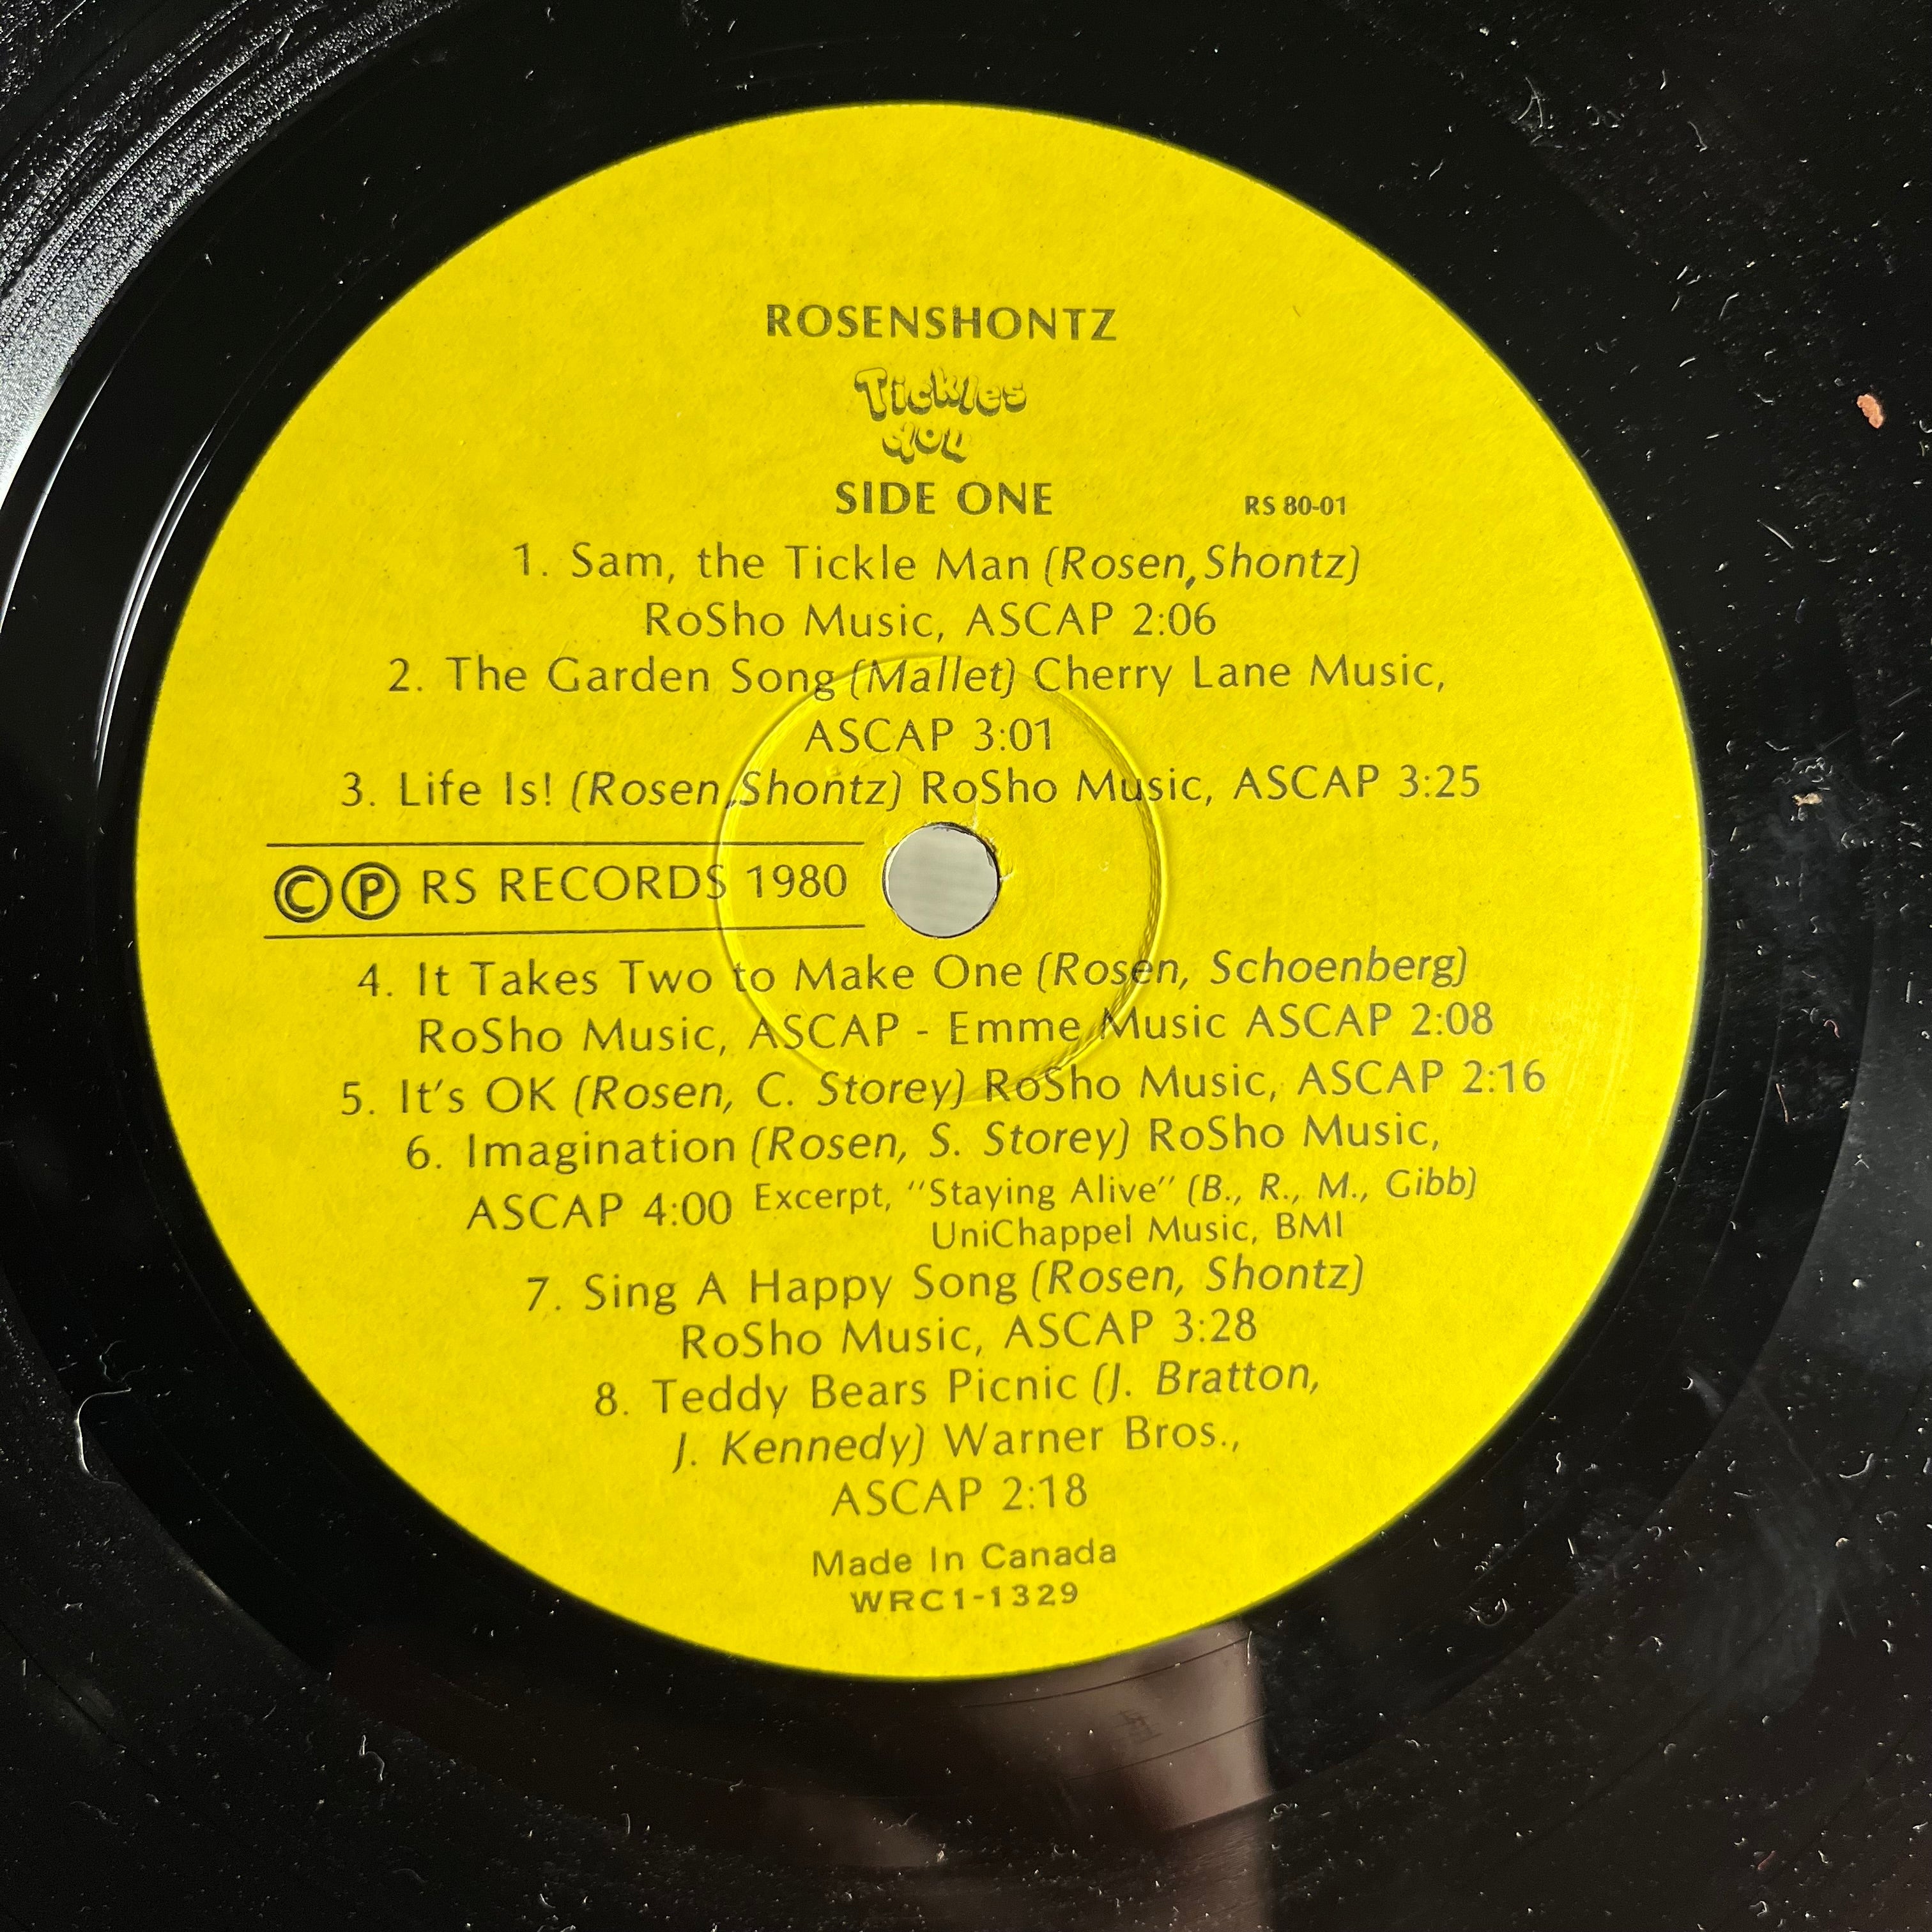 ROSENSHONTZ
Tickles
You
SIDE ONE
RS 80-01
1. Sam, the Tickle Man (Rosen, Shontz)
RoSho Music, ASCAP 2:06
2. The Garden Song (Mallet) Cherry Lane Music,
ASCAP 3:01
3. Life Is! (Rosen, Shontz) RoSho Music, ASCAP 3:25
©℗ RS RECORDS 1980
4. It Takes Two to Make One (Rosen, Schoenberg)
RoSho Music, ASCAP - Emme Music ASCAP 2:08
5. It's OK (Rosen, C. Storey) RoSho Music, ASCAP 2:16
6. Imagination (Rosen, S. Storey) RoSho Music,
ASCAP 4:00 Excerpt, "Staying Alive" (B., R., M., Gibb)
UniChappel Music, BMI
7. Sing A Happy Song (Rosen, Shontz)
RoSho Music, ASCAP 3:28
8. Teddy Bears Picnic (J. Bratton,
J. Kennedy) Warner Bros.,
ASCAP 2:18
Made In Canada
WRC1-1329